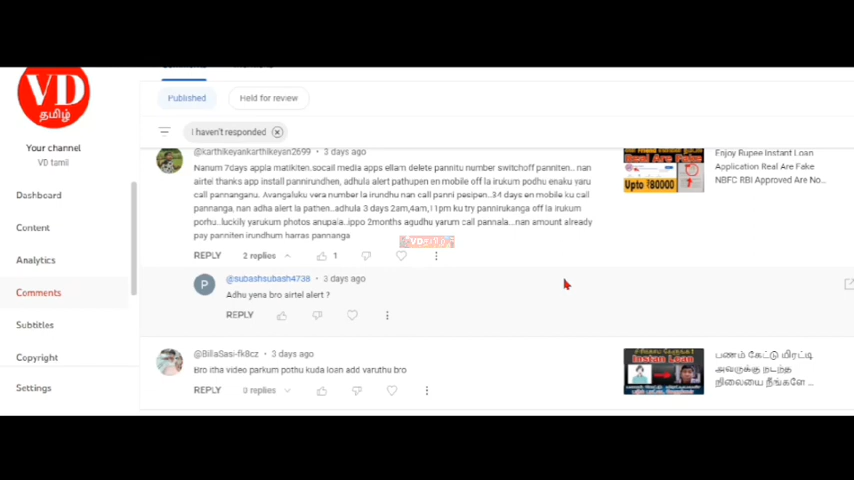 VD
தமிழ்
Your channel
VD tamil
Dashboard
Content
Analytics
Comments
Subtitles
Copyright
Settings
Published
Held for review
I haven't responded
@karthikeyankarthikeyan2699 • 3 days ago
Nanum 7days appla matikiten.socail media apps ellam delete pannitu number switchoff panniten... nan
airtel thanks app install pannirundhen, adhula alert pathupen en mobile off la irukum podhu enaku yaru
call pannanganu. Avangaluku vera number la irundhu nan call panni pesipen...34 days en mobile ku call
pannanga, nan adha alert la pathen..adhula 3 days 2am,4am,11pm ku try pannirukanga off la irukum
porhu...luckily yarukum photos anupala...ippo 2months agudhu yarum call pannala...nan amount already
pay panniten irundhum harras pannanga
REPLY 2 replies 1
@subashsubash4738 • 3 days ago
P
Adhu yena bro airtel alert ?
REPLY
@BillaSasi-fk8cz • 3 days ago
Bro itha video parkum pothu kuda loan add varuthu bro
REPLY 0 replies
Enjoy Rupee Instant Loan
Application Real Are Fake
NBFC RBI Approved Are No...
Real Are Fake
Upto ₹80000
பணம் கேட்டு மிரட்டி
அவருக்கு நடந்த
நிலையை நீங்களே ...